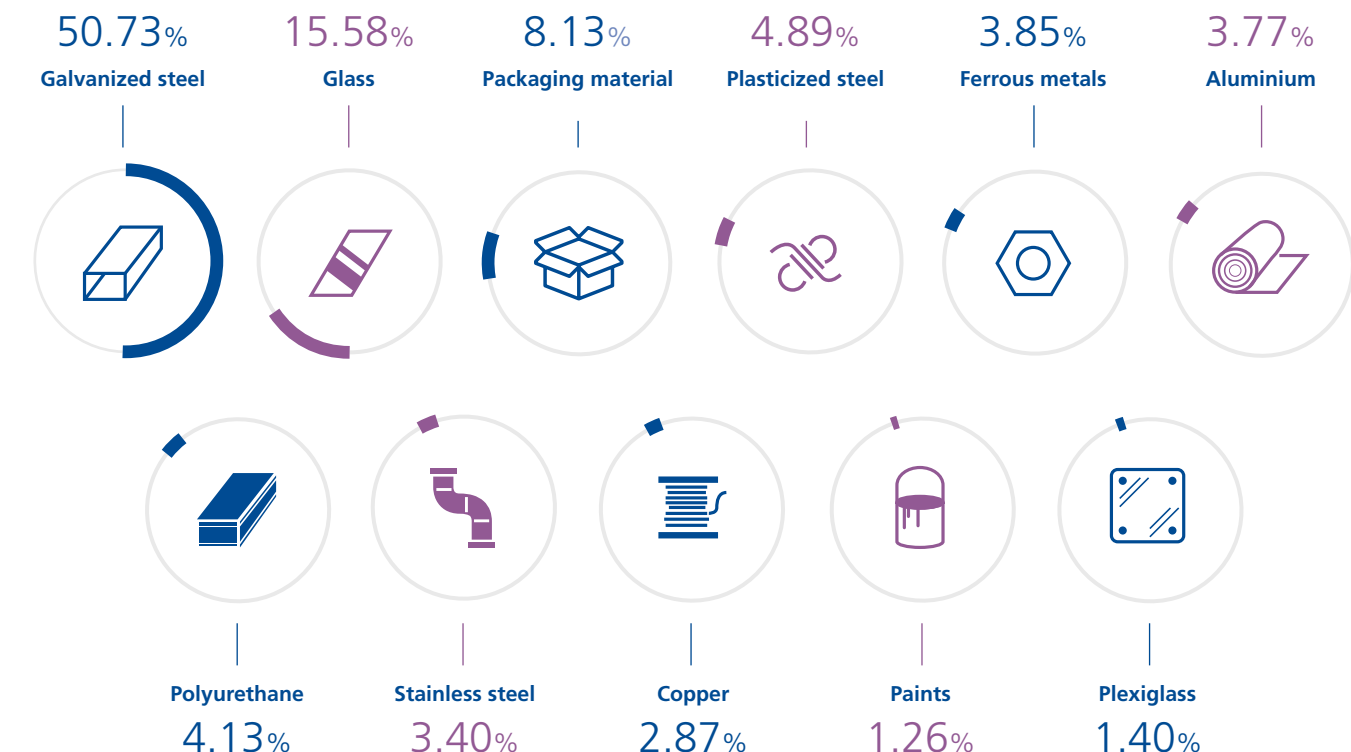 50.73% 15.58% 8.13% 4.89% 3.85% 3.77%
Galvanized steel Glass Packaging material Plasticized steel Ferrous metals Aluminium
Polyurethane Stainless steel Copper Paints Plexiglass
4.13% 3.40% 2.87% 1.26% 1.40%